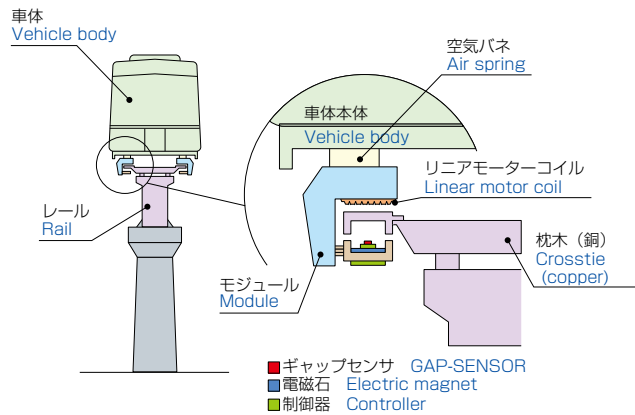 車体
Vehicle body
空気バネ
Air spring
車体本体
Vehicle body
リニアモーターコイル
Linear motor coil
レール
Rail
枕木（銅）
Crosstie
(copper)
モジュール
Module
ギャップセンサ GAP-SENSOR
電磁石 Electric magnet
制御器 Controller